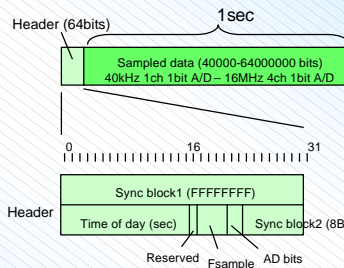 1sec
Header (64bits)
Sampled data (40000-64000000 bits)
40kHz 1ch 1bit A/D – 16MHz 4ch 1bit A/D
0 16 31
Sync block1 (FFFFFFFF)
Header
Time of day (sec)
Sync block2 (8B
Reserved
Fsample
AD bits